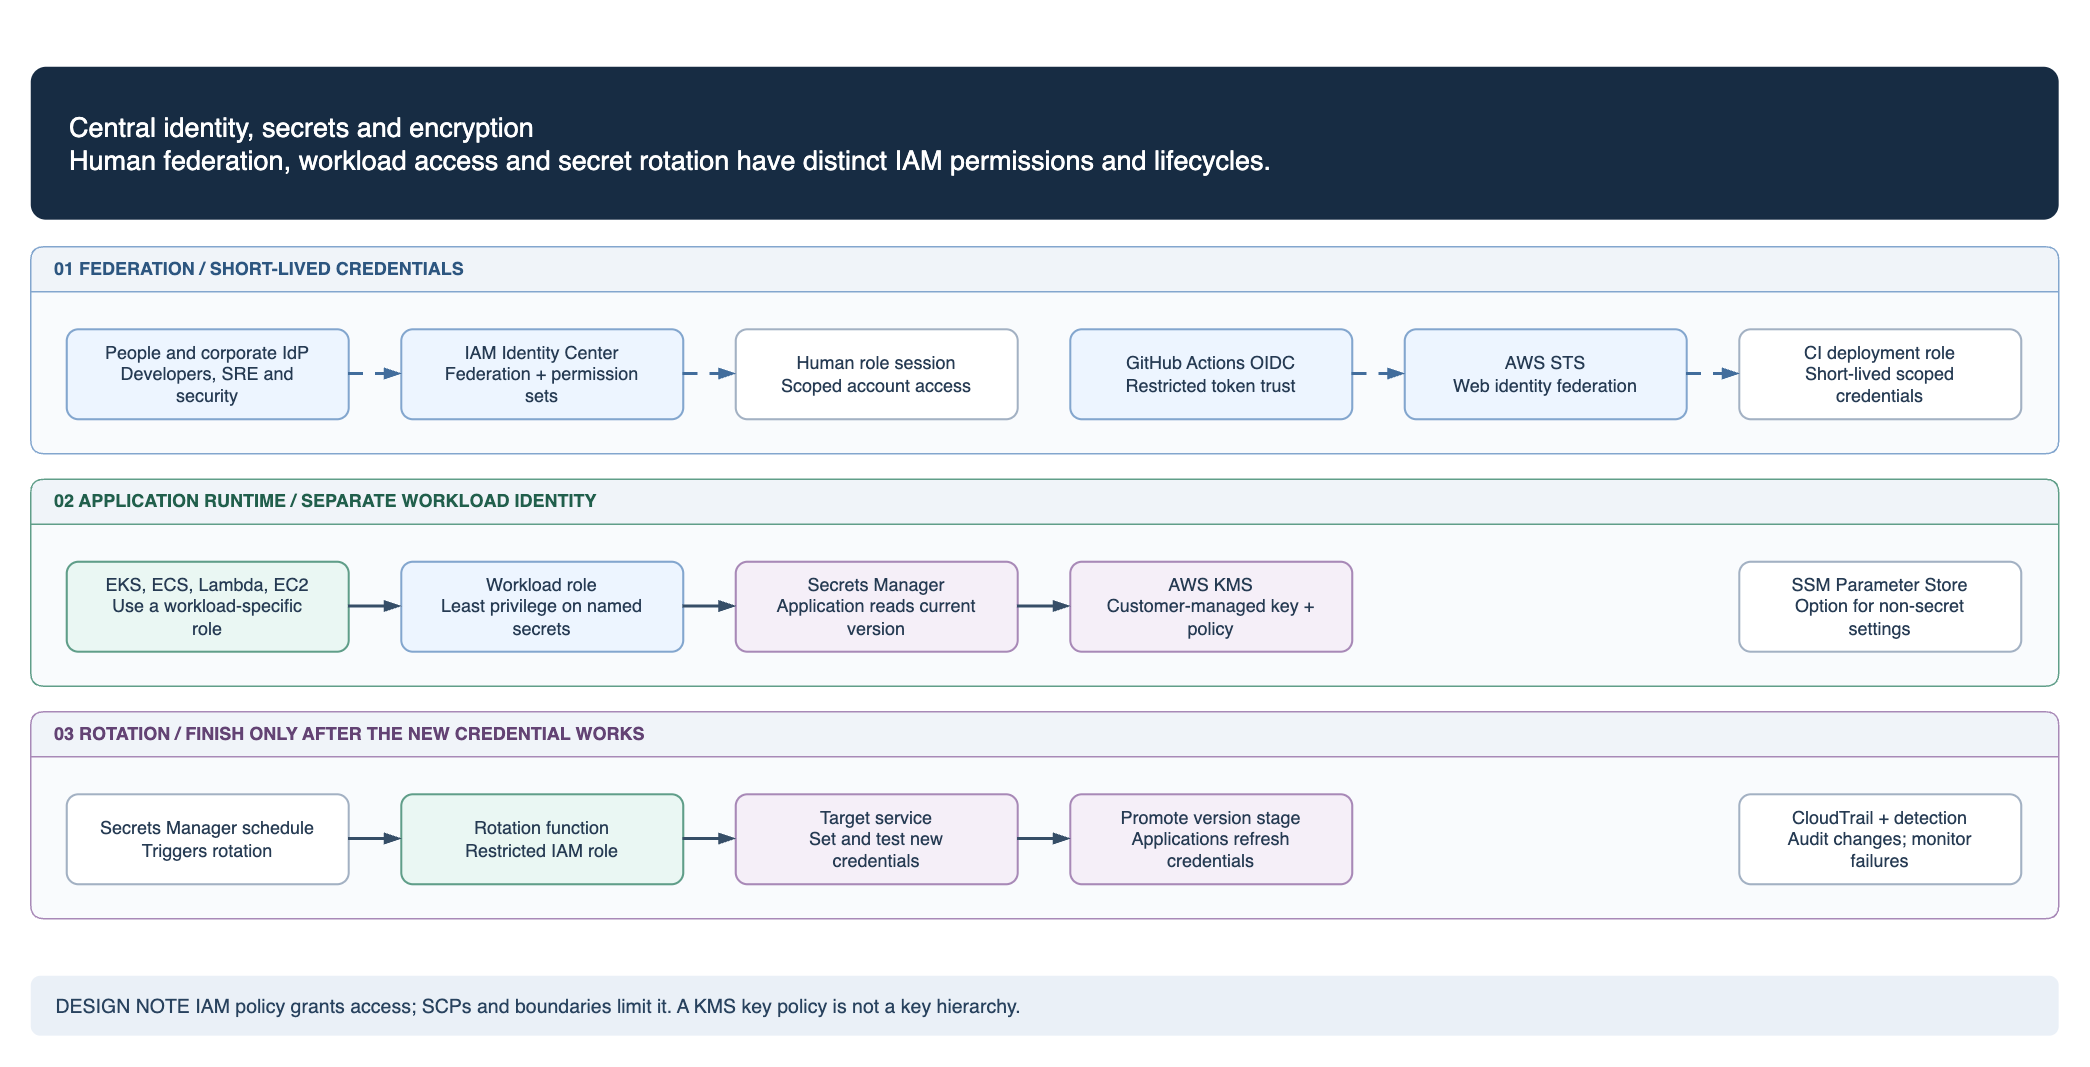 Central identity, secrets and encryption
Human federation, workload access and secret rotation have distinct IAM permissions and lifecycles.
01 FEDERATION / SHORT-LIVED CREDENTIALS
People and corporate IdP
Developers, SRE and
security
IAM Identity Center
Federation + permission
sets
Human role session
Scoped account access
GitHub Actions OIDC
Restricted token trust
AWS STS
Web identity federation
CI deployment role
Short-lived scoped
credentials
02 APPLICATION RUNTIME / SEPARATE WORKLOAD IDENTITY
EKS, ECS, Lambda, EC2
Use a workload-specific
role
Workload role
Least privilege on named
secrets
Secrets Manager
Application reads current
version
AWS KMS
Customer-managed key +
policy
SSM Parameter Store
Option for non-secret
settings
03 ROTATION / FINISH ONLY AFTER THE NEW CREDENTIAL WORKS
Secrets Manager schedule
Triggers rotation
Rotation function
Restricted IAM role
Target service
Set and test new
credentials
Promote version stage
Applications refresh
credentials
CloudTrail + detection
Audit changes; monitor
failures
DESIGN NOTE IAM policy grants access; SCPs and boundaries limit it. A KMS key policy is not a key hierarchy.